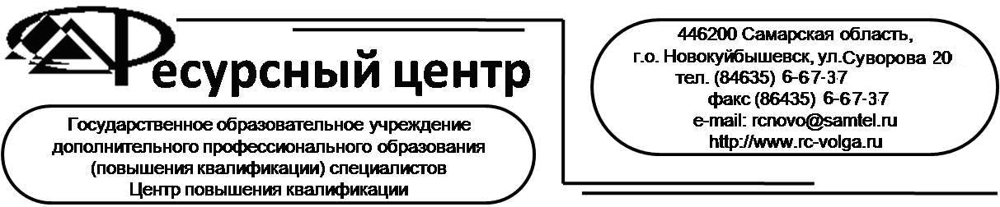 Ресурсный центр
Государственное образовательное учреждение
дополнительного профессионального образования
(повышения квалификации) специалистов
Центр повышения квалификации
446200 Самарская область,
г.о. Новокуйбышевск, ул.Суворова 20
тел. (84635) 6-67-37
факс (86435) 6-67-37
e-mail: rcnovo@samtel.ru
http://www.rc-volga.ru